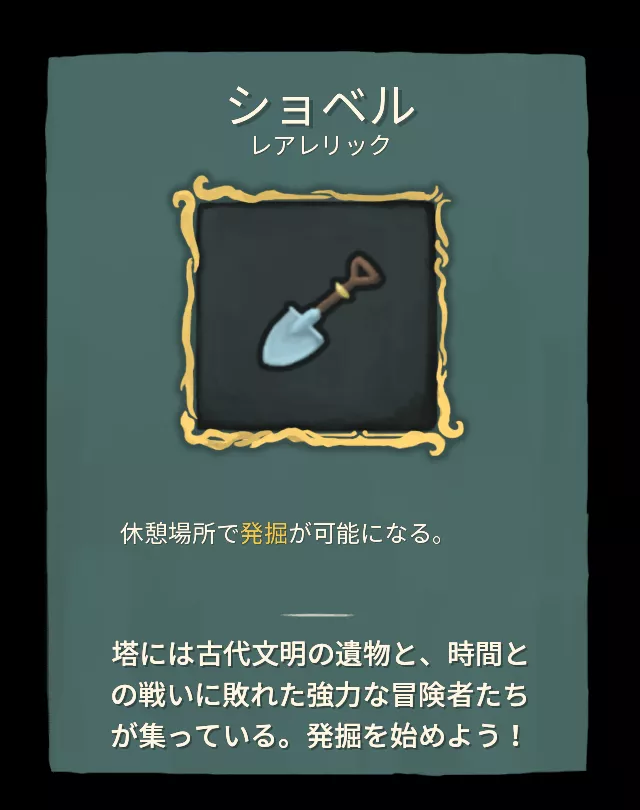 ショベル
レアレリック
休憩場所で発掘が可能になる。
塔には古代文明の遺物と、時間と
の戦いに敗れた強力な冒険者たち
が集っている。発掘を始めよう！